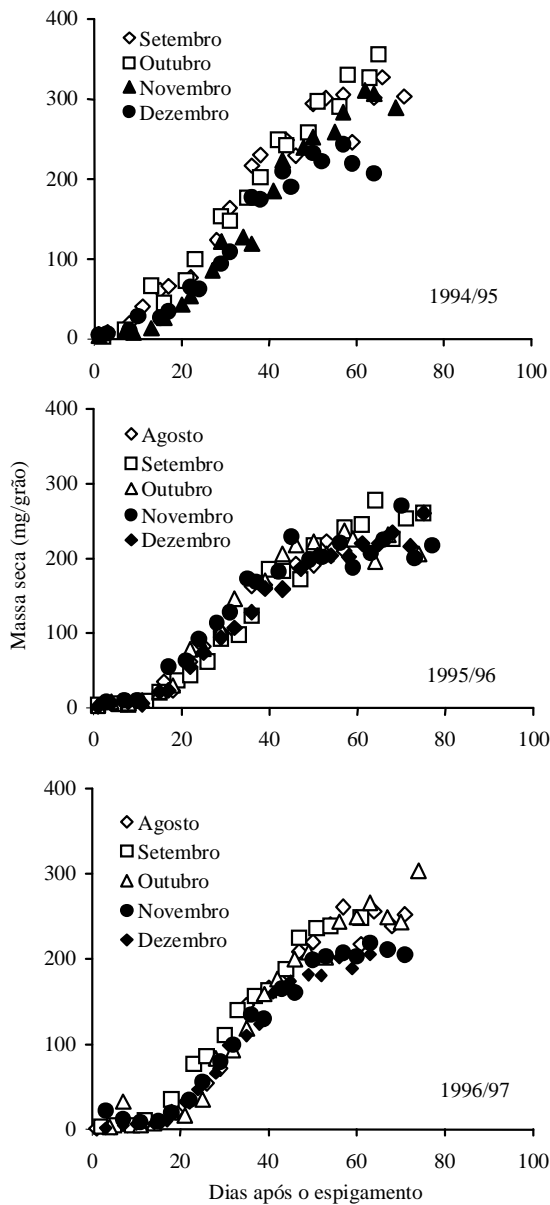 400
300
200
100
0
Setembro
Outubro
Novembro
Dezembro
1994/95
0 20 40 60 80 100
Massa seca (mg/grão)
400
300
200
100
0
Agosto
Setembro
Outubro
Novembro
Dezembro
1995/96
0 20 40 60 80 100
400
300
200
100
0
Agosto
Setembro
Outubro
Novembro
Dezembro
1996/97
0 20 40 60 80 100
Dias após o espigamento